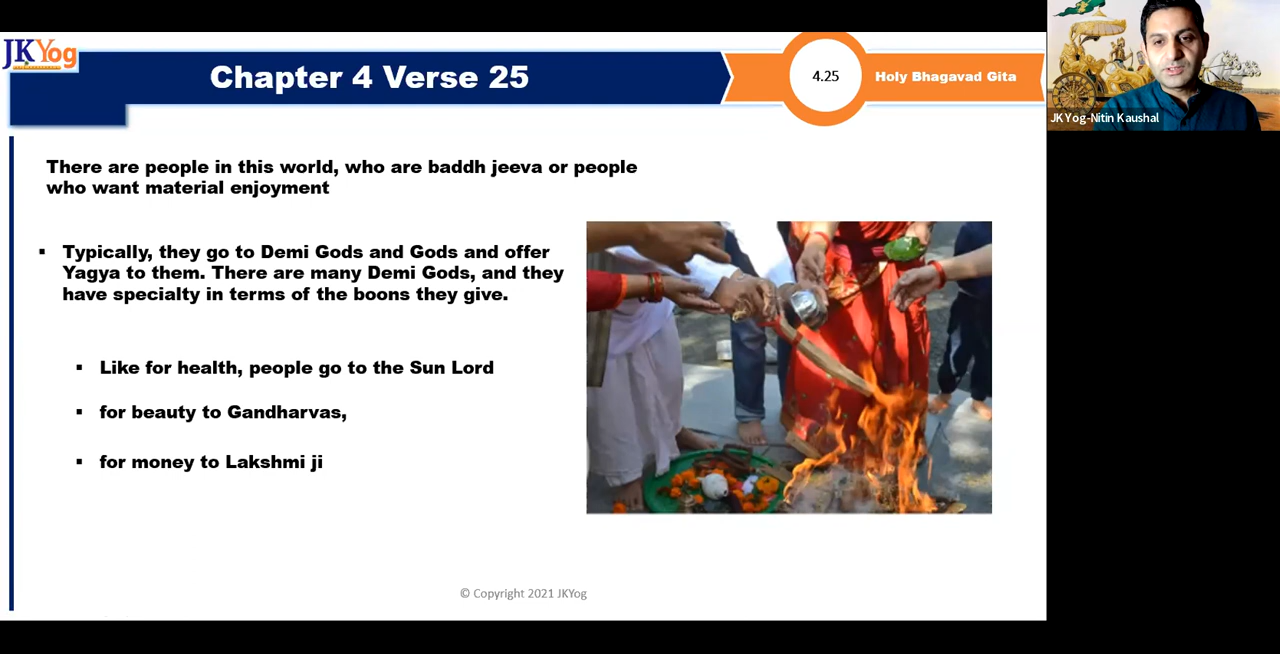 JKYog
Chapter 4 Verse 25
4.25
Holy Bhagavad Gita
JKYog-Nitin Kaushal
There are people in this world, who are baddh jeeva or people
who want material enjoyment
▪ Typically, they go to Demi Gods and Gods and offer
Yagya to them. There are many Demi Gods, and they
have specialty in terms of the boons they give.
▪ Like for health, people go to the Sun Lord
▪ for beauty to Gandharvas,
▪ for money to Lakshmi ji
© Copyright 2021 JKYog